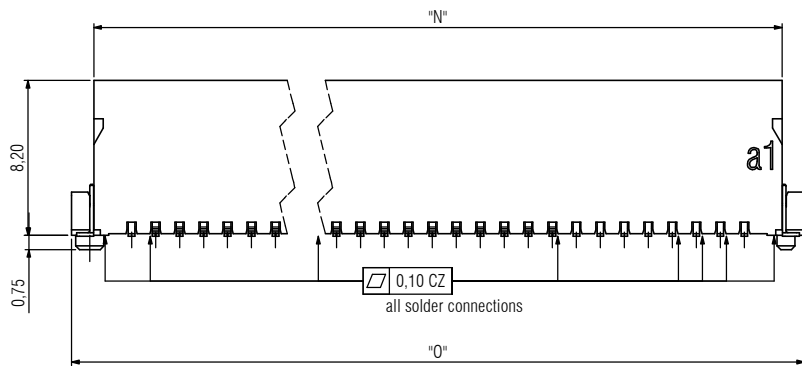 "N"
8,20
a1
0,75
0,10 CZ
all solder connections
"O"